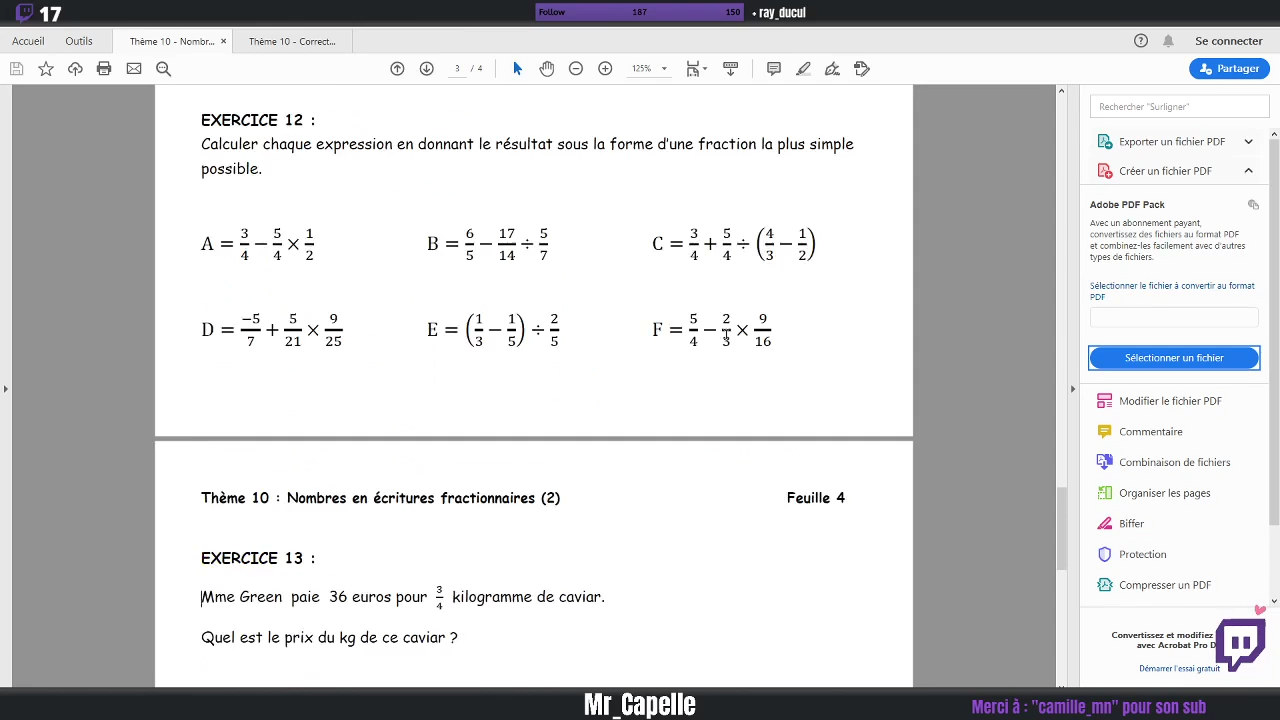 17
Follow 187 150
+ ray_ducul
Accueil Outils Thème 10 - Nombr... × Thème 10 - Correct... Se connecter
3 / 4 125% Partager
EXERCICE 12 :
Calculer chaque expression en donnant le résultat sous la forme d'une fraction la plus simple
possible.
A = 3/4 − 5/4 × 1/2 B = 6/5 − 17/14 ÷ 5/7 C = 3/4 + 5/4 ÷ (4/3 − 1/2)
D = −5/7 + 5/21 × 9/25 E = (1/3 − 1/5) ÷ 2/5 F = 5/4 − 2/3 × 9/16
Thème 10 : Nombres en écritures fractionnaires (2) Feuille 4
EXERCICE 13 :
Mme Green paie 36 euros pour 3/4 kilogramme de caviar.
Quel est le prix du kg de ce caviar ?
Rechercher "Surligner"
Exporter un fichier PDF
Créer un fichier PDF
Adobe PDF Pack
Avec un abonnement payant,
convertissez des fichiers au format PDF
et combinez-les facilement avec d'autres
types de fichiers.
Sélectionner le fichier à convertir au format
PDF
Sélectionner un fichier
Modifier le fichier PDF
Commentaire
Combinaison de fichiers
Organiser les pages
Biffer
Protection
Compresser un PDF
Convertissez et modifiez
avec Acrobat Pro D
Démarrer l'essai gratuit
Mr_Capelle
Merci à : "camille_mn" pour son sub